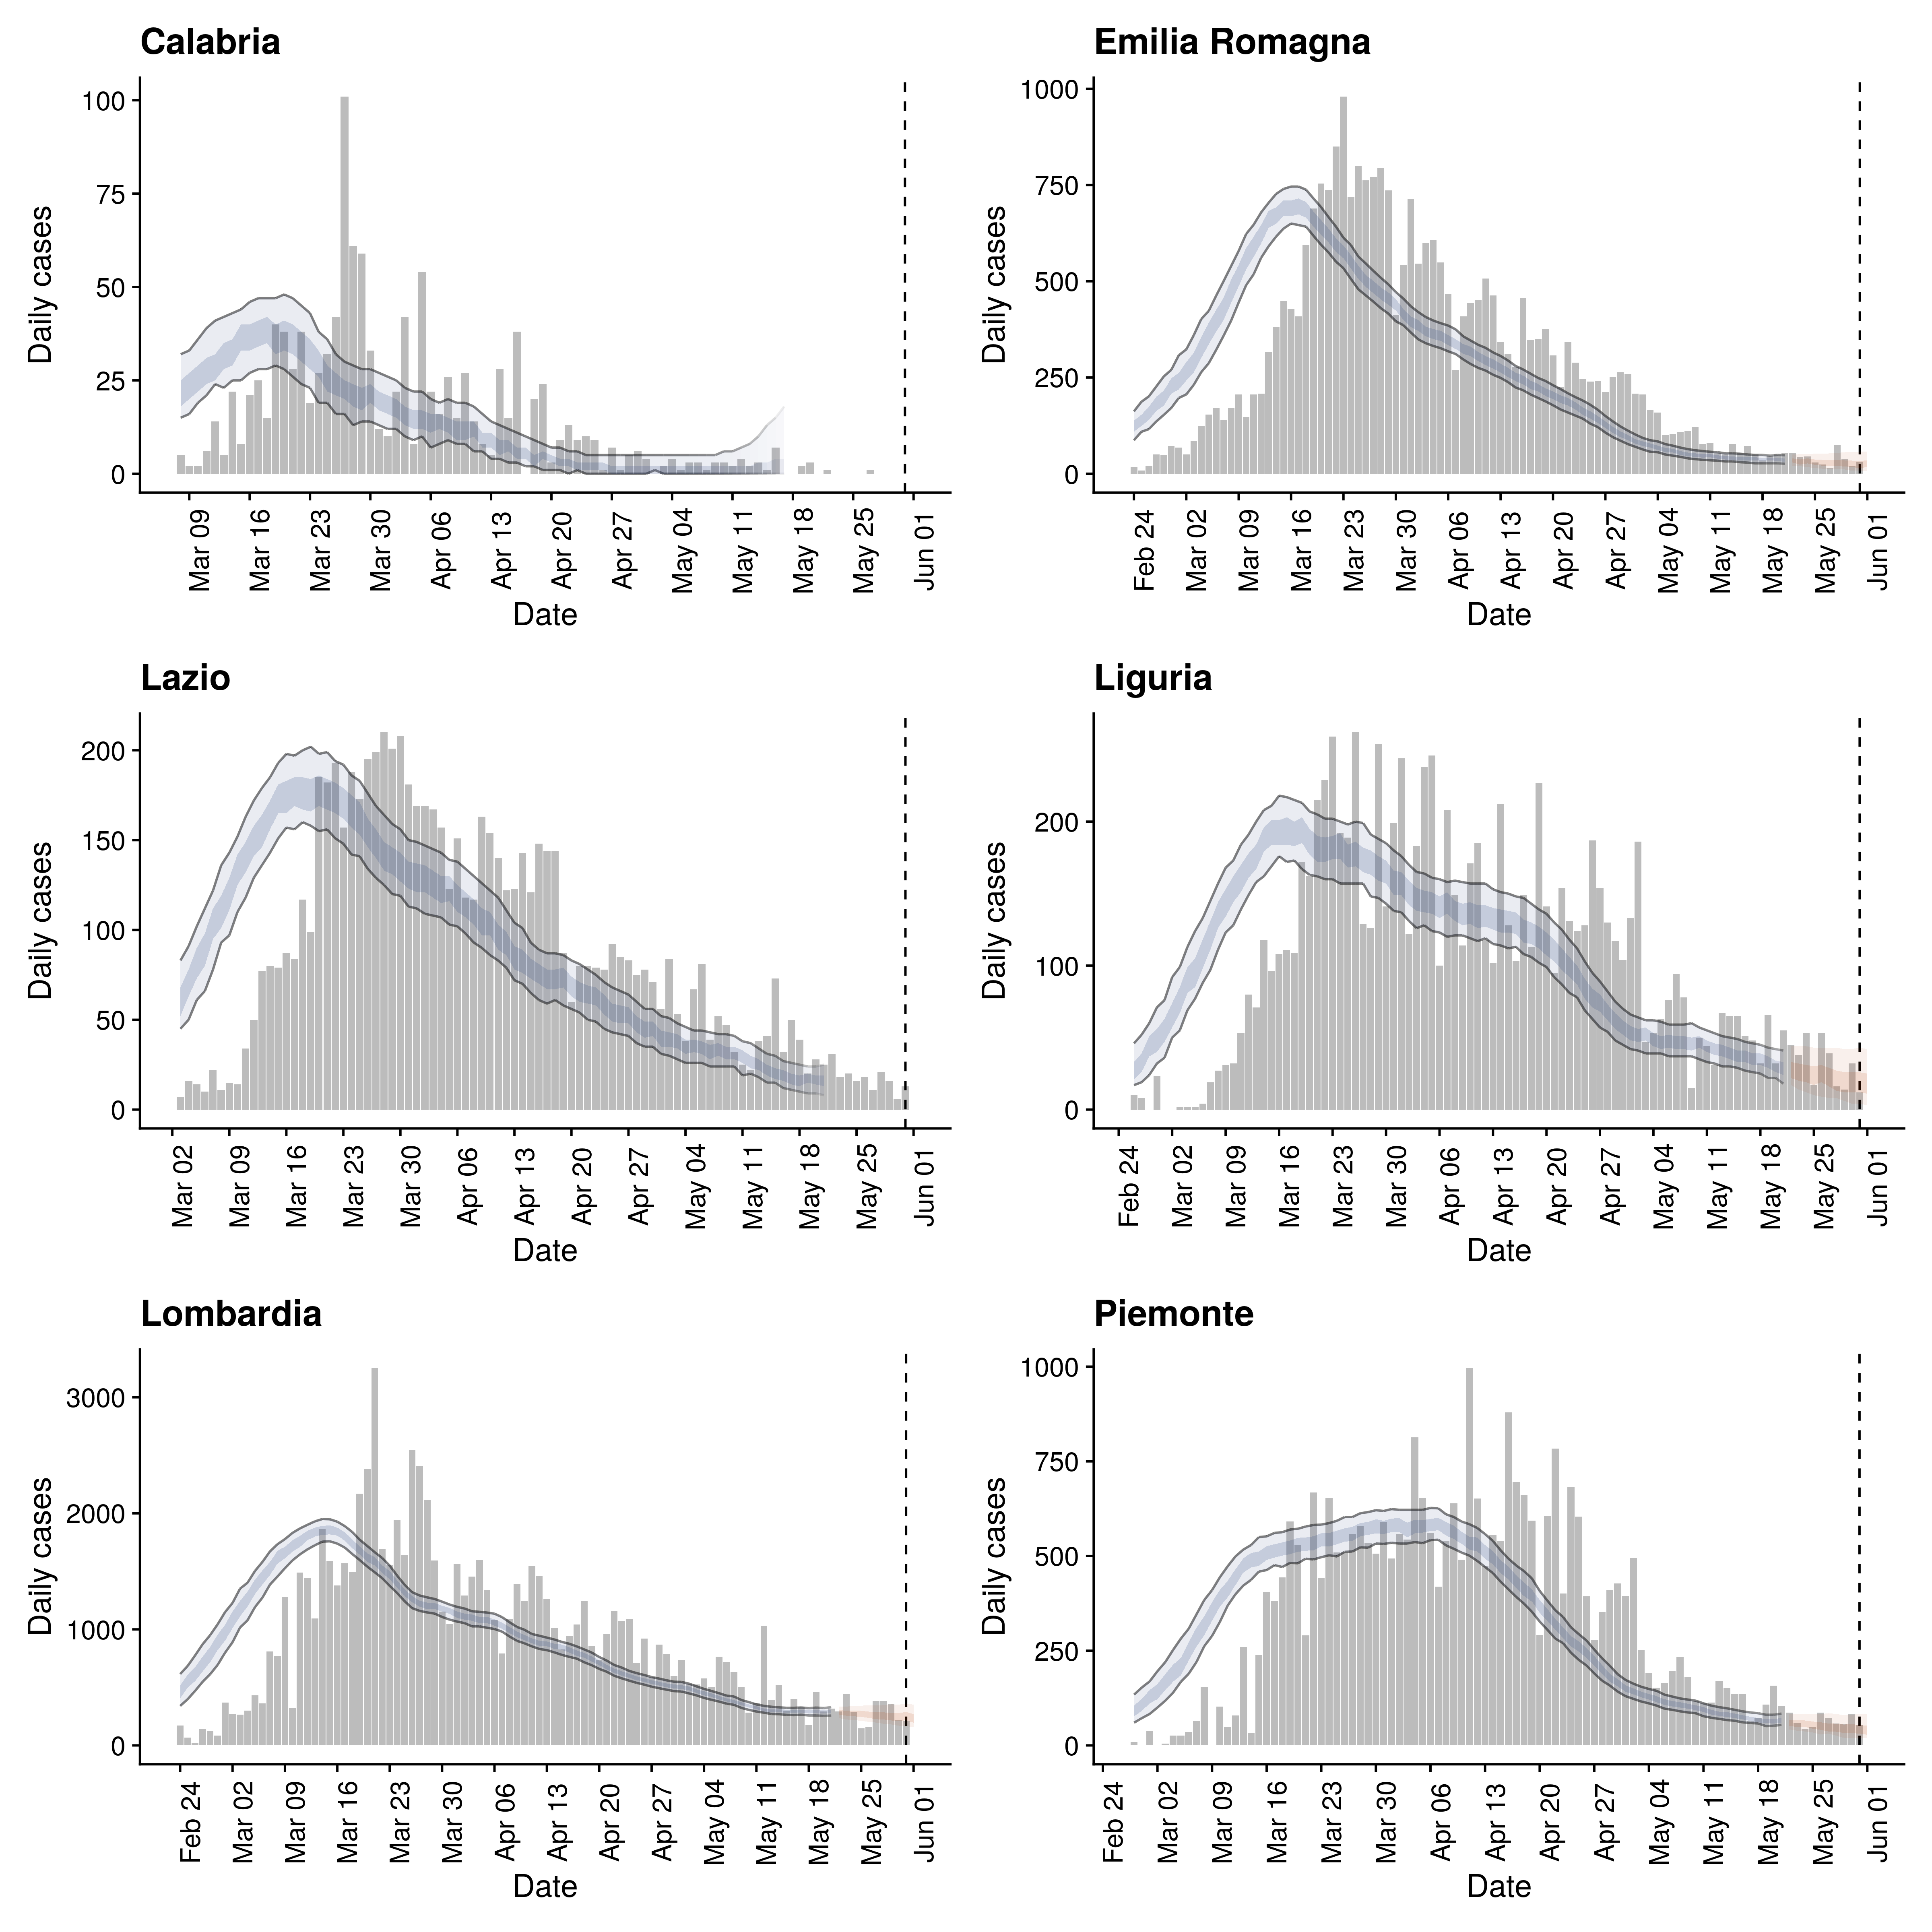 Calabria
Daily cases
100
75
50
25
0
Mar 09
Mar 16
Mar 23
Mar 30
Apr 06
Apr 13
Apr 20
Apr 27
May 04
May 11
May 18
May 25
Jun 01
Date
Emilia Romagna
Daily cases
1000
750
500
250
0
Feb 24
Mar 02
Mar 09
Mar 16
Mar 23
Mar 30
Apr 06
Apr 13
Apr 20
Apr 27
May 04
May 11
May 18
May 25
Jun 01
Date
Lazio
Daily cases
200
150
100
50
0
Mar 02
Mar 09
Mar 16
Mar 23
Mar 30
Apr 06
Apr 13
Apr 20
Apr 27
May 04
May 11
May 18
May 25
Jun 01
Date
Liguria
Daily cases
200
100
0
Feb 24
Mar 02
Mar 09
Mar 16
Mar 23
Mar 30
Apr 06
Apr 13
Apr 20
Apr 27
May 04
May 11
May 18
May 25
Jun 01
Date
Lombardia
Daily cases
3000
2000
1000
0
Feb 24
Mar 02
Mar 09
Mar 16
Mar 23
Mar 30
Apr 06
Apr 13
Apr 20
Apr 27
May 04
May 11
May 18
May 25
Jun 01
Date
Piemonte
Daily cases
1000
750
500
250
0
Feb 24
Mar 02
Mar 09
Mar 16
Mar 23
Mar 30
Apr 06
Apr 13
Apr 20
Apr 27
May 04
May 11
May 18
May 25
Jun 01
Date